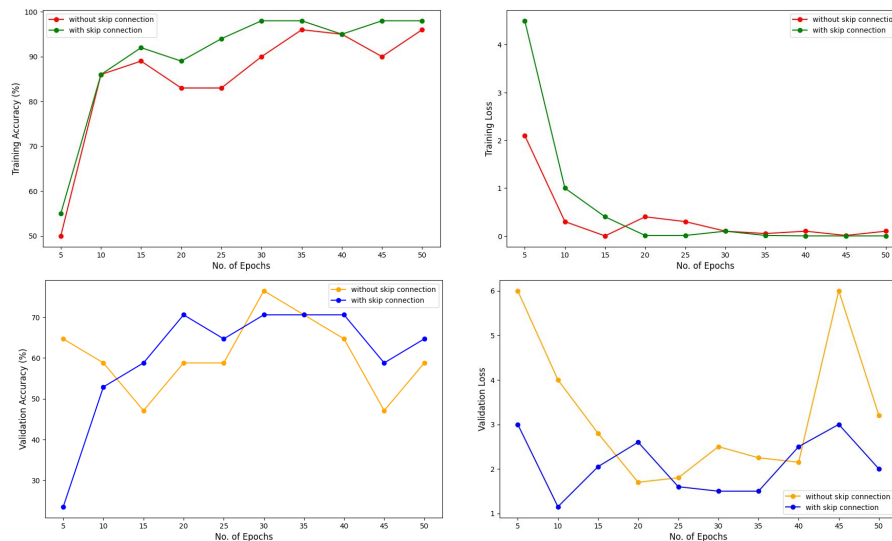 100
90
80
70
60
50
Training Accuracy (%)
without skip connection
with skip connection
5 10 15 20 25 30 35 40 45 50
No. of Epochs
4
3
2
1
0
Training Loss
without skip connection
with skip connection
5 10 15 20 25 30 35 40 45 50
No. of Epochs
70
60
50
40
30
Validation Accuracy (%)
without skip connection
with skip connection
5 10 15 20 25 30 35 40 45 50
No. of Epochs
6
5
4
3
2
1
Validation Loss
without skip connection
with skip connection
5 10 15 20 25 30 35 40 45 50
No. of Epochs